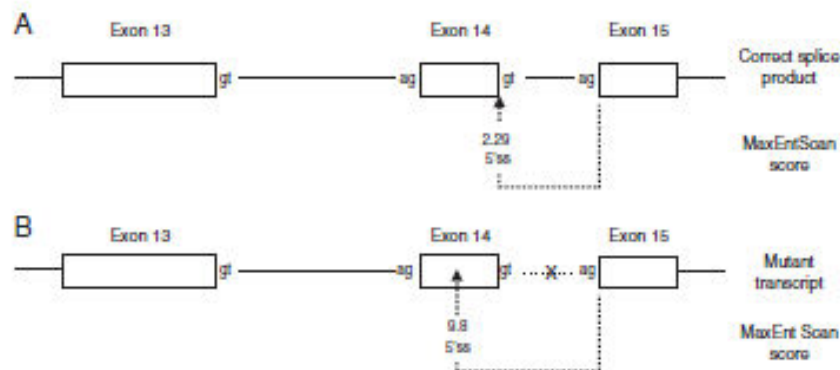 A
Exon 13 Exon 14 Exon 15
gt ag gt ag
Correct splice
product
2.29
5'ss
MaxEntScan
score
B
Exon 13 Exon 14 Exon 15
gt ag gt X ag
Mutant
transcript
9.8
5'ss
MaxEnt Scan
score